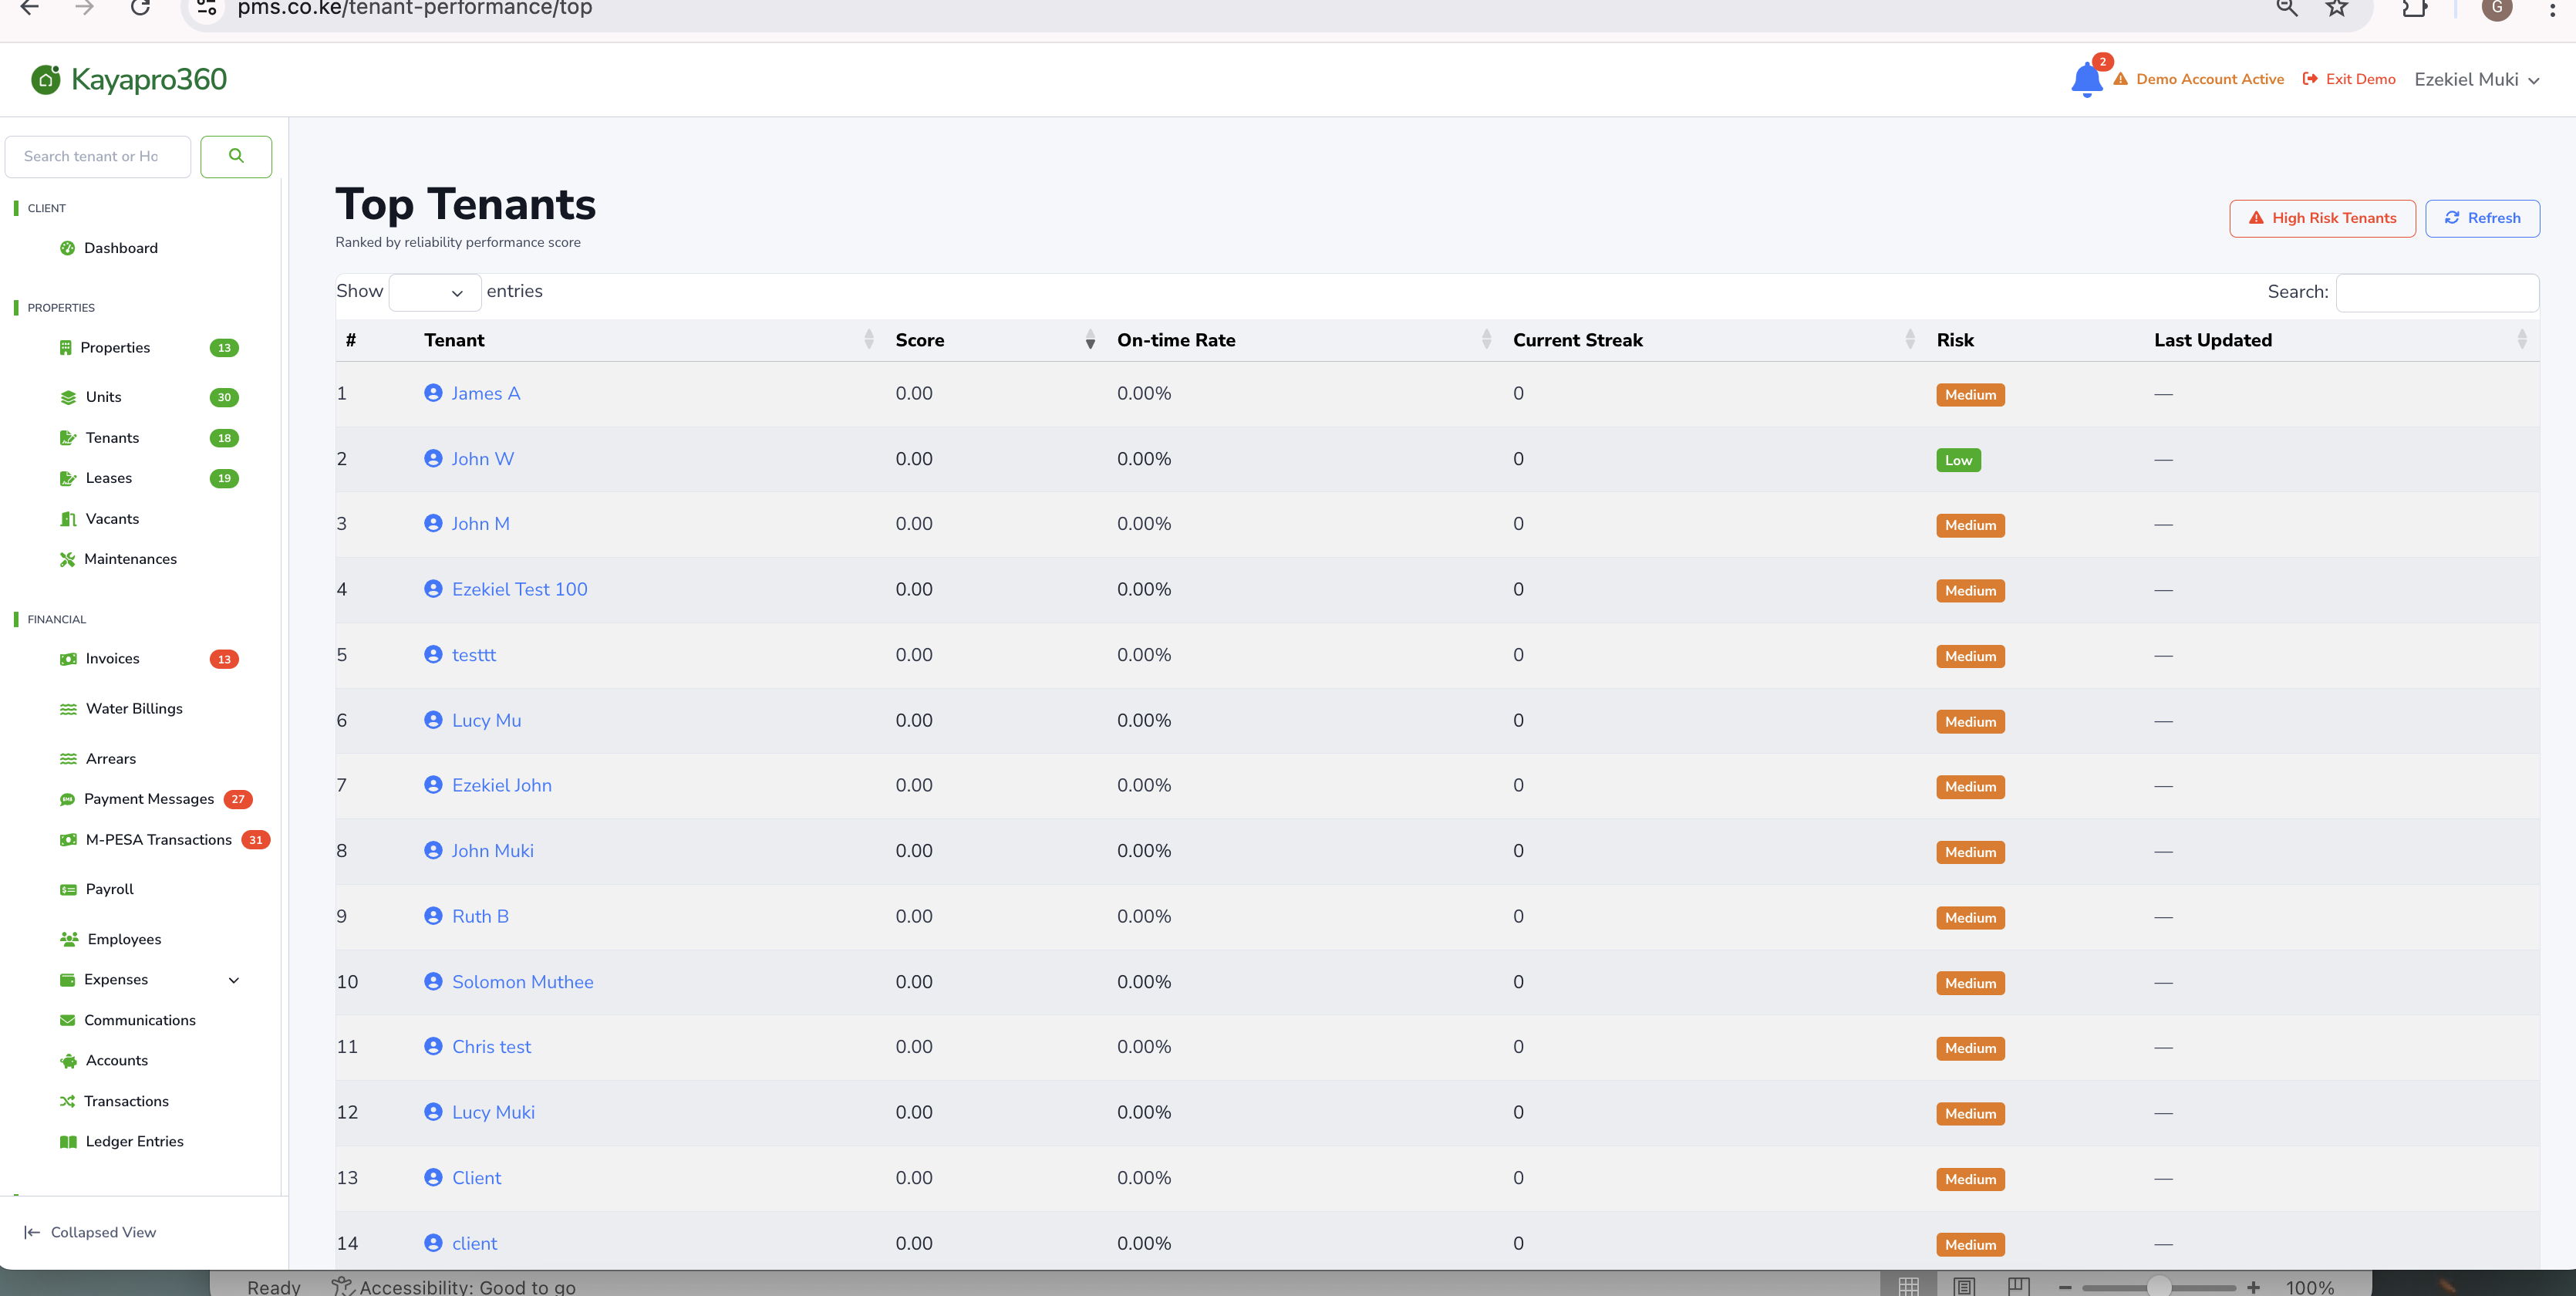 pms.co.ke/tenant-performance/top
G
Kayapro360
2
Demo Account Active
Exit Demo
Ezekiel Muki
Search tenant or Ho
CLIENT
Dashboard
PROPERTIES
Properties 13
Units 30
Tenants 18
Leases 19
Vacants
Maintenances
FINANCIAL
Invoices 13
Water Billings
Arrears
Payment Messages 27
M-PESA Transactions 31
Payroll
Employees
Expenses
Communications
Accounts
Transactions
Ledger Entries
Collapsed View
Top Tenants
Ranked by reliability performance score
High Risk Tenants
Refresh
Show entries
Search:
# Tenant Score On-time Rate Current Streak Risk Last Updated
1 James A 0.00 0.00% 0 Medium —
2 John W 0.00 0.00% 0 Low —
3 John M 0.00 0.00% 0 Medium —
4 Ezekiel Test 100 0.00 0.00% 0 Medium —
5 testtt 0.00 0.00% 0 Medium —
6 Lucy Mu 0.00 0.00% 0 Medium —
7 Ezekiel John 0.00 0.00% 0 Medium —
8 John Muki 0.00 0.00% 0 Medium —
9 Ruth B 0.00 0.00% 0 Medium —
10 Solomon Muthee 0.00 0.00% 0 Medium —
11 Chris test 0.00 0.00% 0 Medium —
12 Lucy Muki 0.00 0.00% 0 Medium —
13 Client 0.00 0.00% 0 Medium —
14 client 0.00 0.00% 0 Medium —
Ready
Accessibility: Good to go
100%